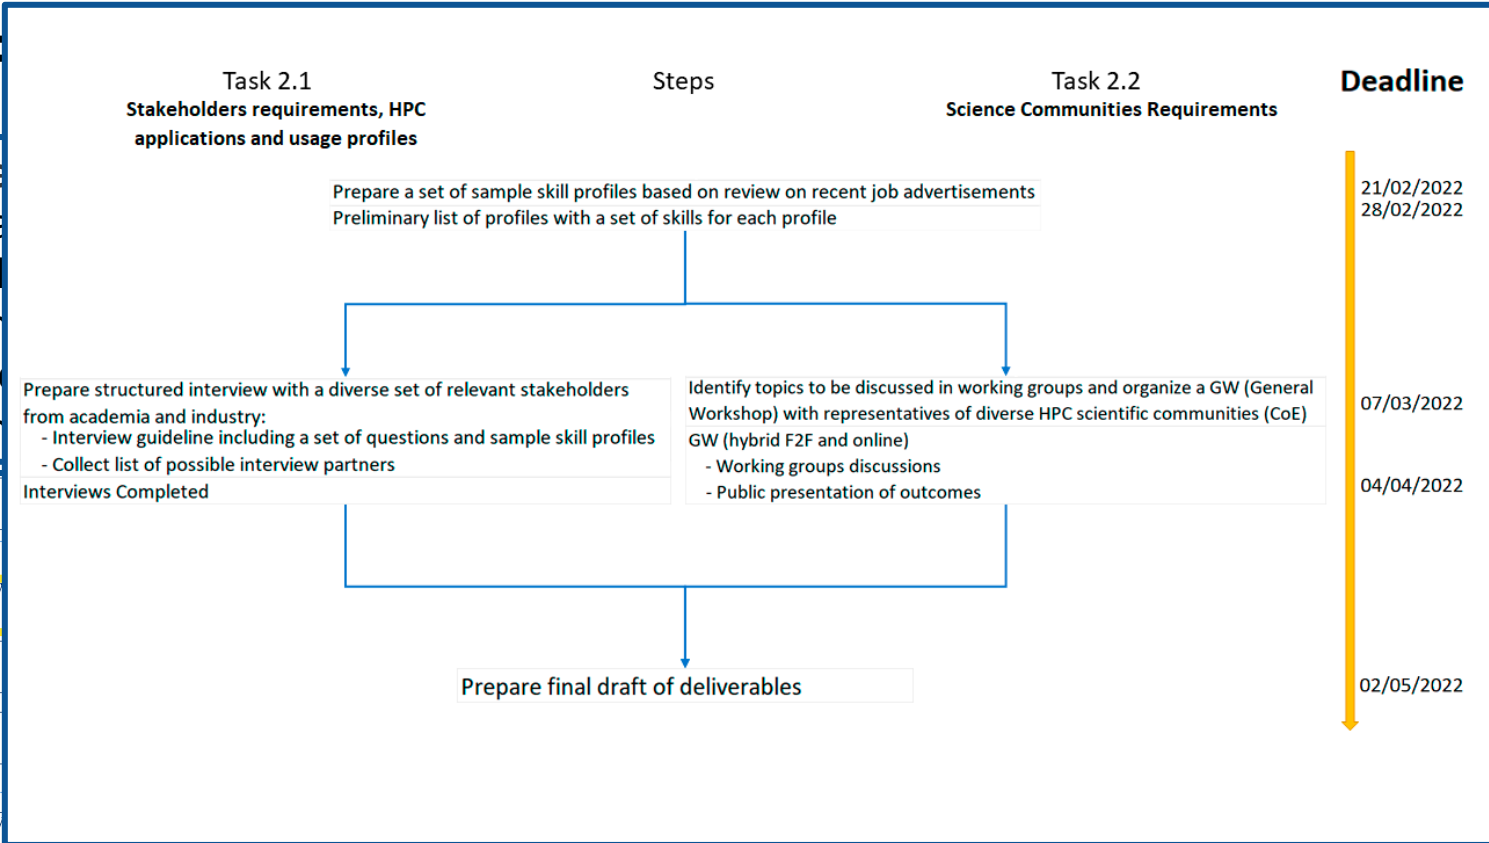 Task 2.1
Stakeholders requirements, HPC
applications and usage profiles
Steps
Task 2.2
Science Communities Requirements
Deadline
Prepare a set of sample skill profiles based on review on recent job advertisements
21/02/2022
Preliminary list of profiles with a set of skills for each profile
28/02/2022
Prepare structured interview with a diverse set of relevant stakeholders
from academia and industry:
- Interview guideline including a set of questions and sample skill profiles
- Collect list of possible interview partners
Interviews Completed
Identify topics to be discussed in working groups and organize a GW (General
Workshop) with representatives of diverse HPC scientific communities (CoE)
GW (hybrid F2F and online)
- Working groups discussions
- Public presentation of outcomes
07/03/2022
04/04/2022
Prepare final draft of deliverables
02/05/2022